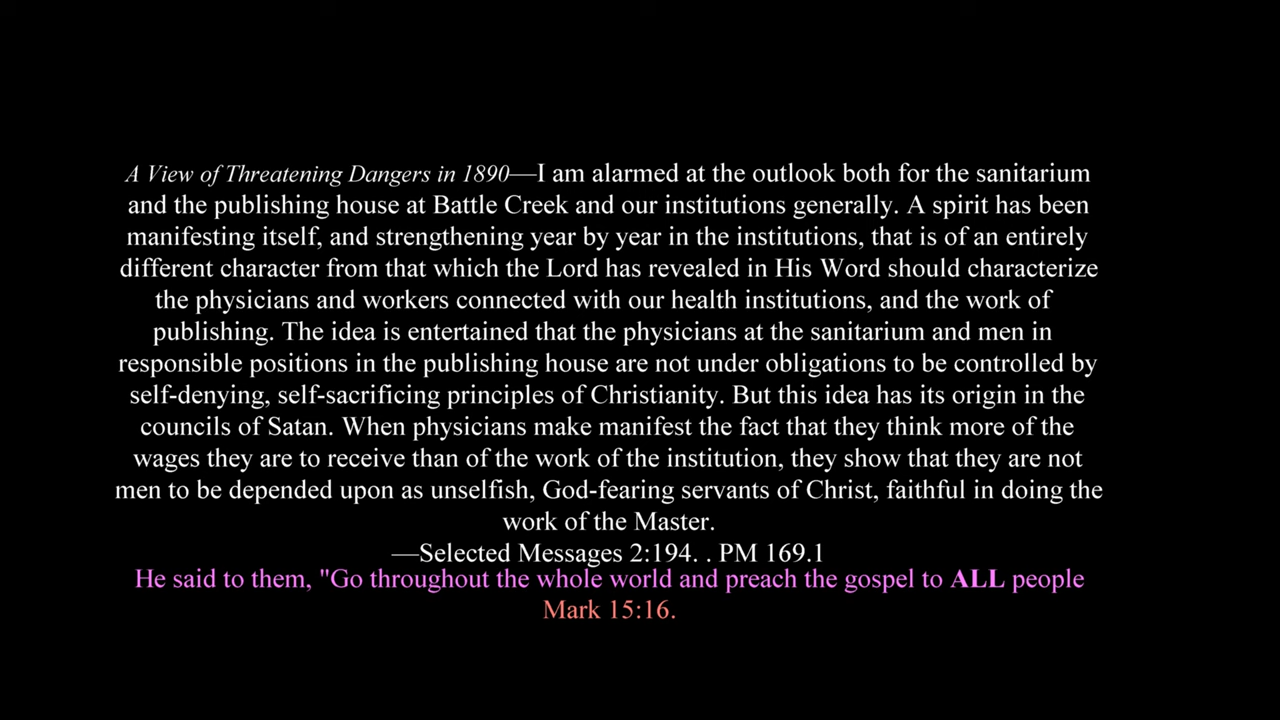 A View of Threatening Dangers in 1890—I am alarmed at the outlook both for the sanitarium
and the publishing house at Battle Creek and our institutions generally. A spirit has been
manifesting itself, and strengthening year by year in the institutions, that is of an entirely
different character from that which the Lord has revealed in His Word should characterize
the physicians and workers connected with our health institutions, and the work of
publishing. The idea is entertained that the physicians at the sanitarium and men in
responsible positions in the publishing house are not under obligations to be controlled by
self-denying, self-sacrificing principles of Christianity. But this idea has its origin in the
councils of Satan. When physicians make manifest the fact that they think more of the
wages they are to receive than of the work of the institution, they show that they are not
men to be depended upon as unselfish, God-fearing servants of Christ, faithful in doing the
work of the Master.
—Selected Messages 2:194. . PM 169.1
He said to them, "Go throughout the whole world and preach the gospel to ALL people
Mark 15:16.